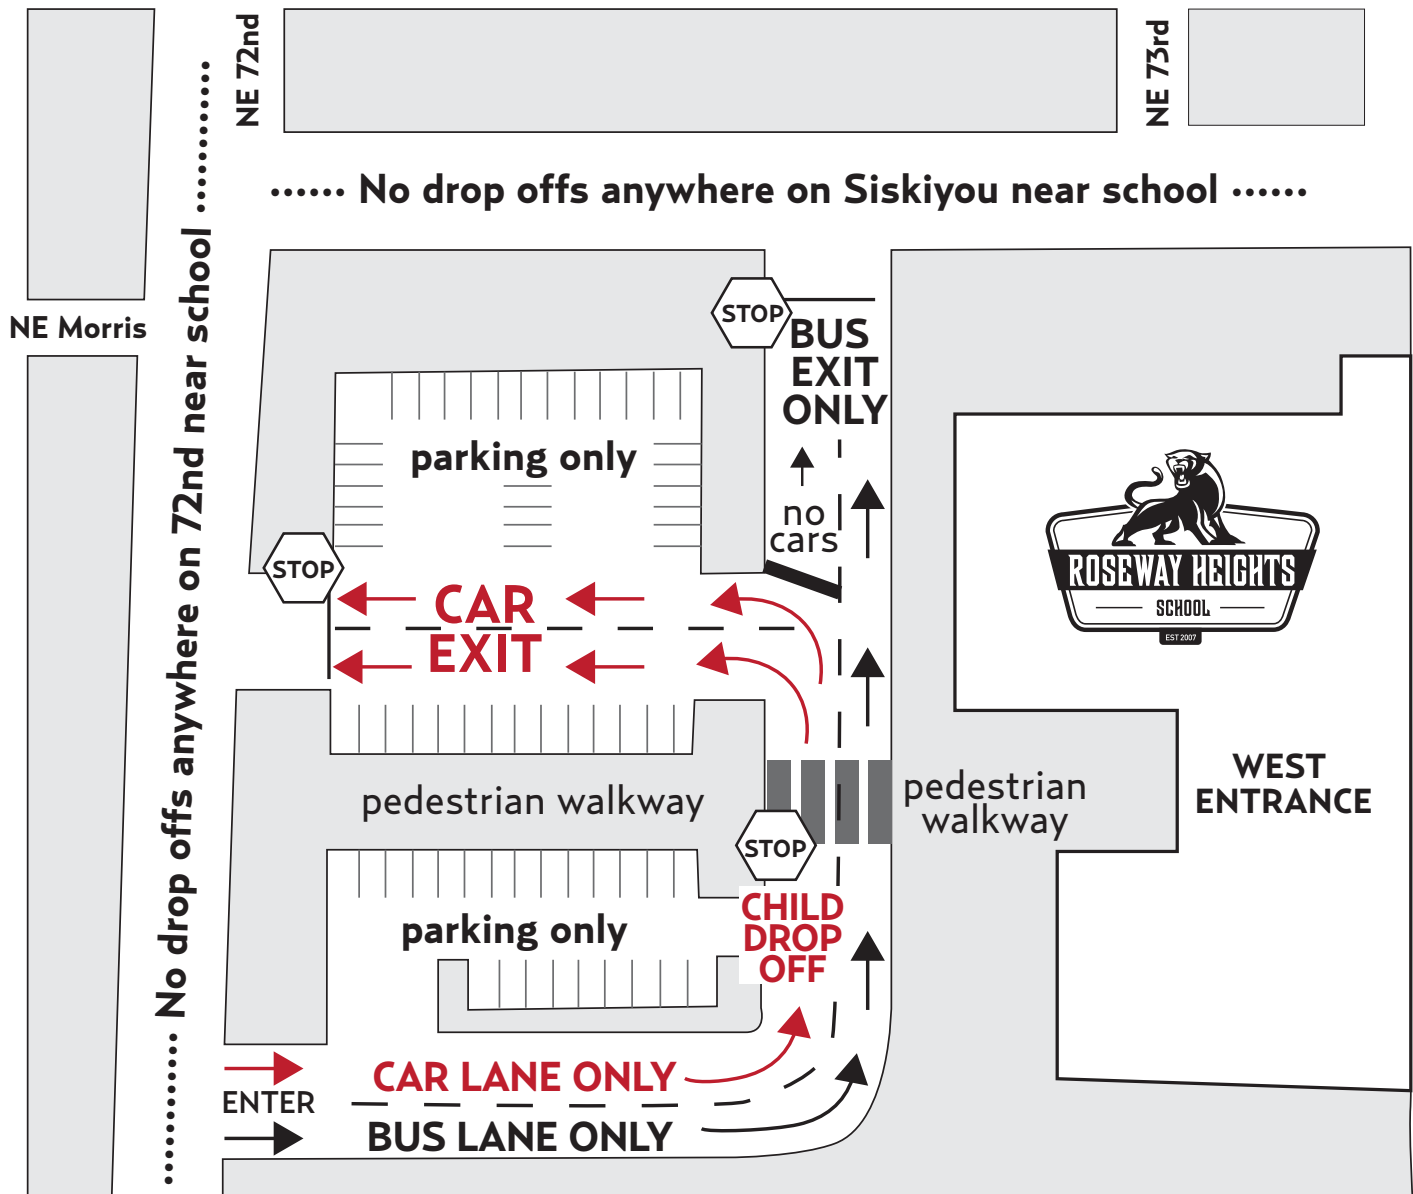 NE 72nd
NE 73rd
...... No drop offs anywhere on Siskiyou near school ......
.......... No drop offs anywhere on 72nd near school ...........
NE Morris
STOP
BUS
EXIT
ONLY
parking only
no
cars
STOP
CAR
EXIT
ROSEWAY HEIGHTS
SCHOOL
EST 2007
WEST
ENTRANCE
pedestrian walkway
pedestrian
walkway
STOP
CHILD
DROP
OFF
parking only
CAR LANE ONLY
ENTER
BUS LANE ONLY